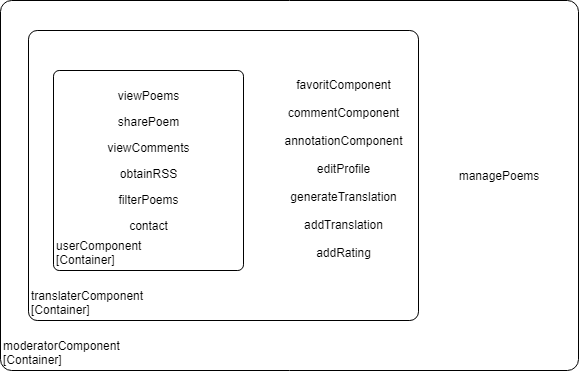 viewPoems
sharePoem
viewComments
obtainRSS
filterPoems
contact
userComponent
[Container]
favoritComponent
commentComponent
annotationComponent
editProfile
generateTranslation
addTranslation
addRating
translaterComponent
[Container]
managePoems
moderatorComponent
[Container]